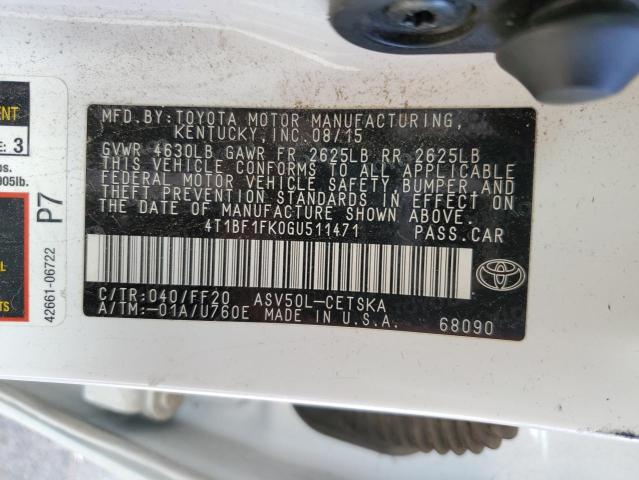 MFD. BY: TOYOTA MOTOR MANUFACTURING,
KENTUCKY, INC. 08/15
GVWR 4630LB GAWR FR 2625LB RR 2625LB
THIS VEHICLE CONFORMS TO ALL APPLICABLE
FEDERAL MOTOR VEHICLE SAFETY, BUMPER, AND
THEFT PREVENTION STANDARDS IN EFFECT ON
THE DATE OF MANUFACTURE SHOWN ABOVE.
4T1BF1FK0GU511471 PASS. CAR
C/TR: 040/FF20 ASV50L-CETSKA
A/TM: -01A/U760E MADE IN U.S.A. 68090
3
905lb.
P7
42661-06722